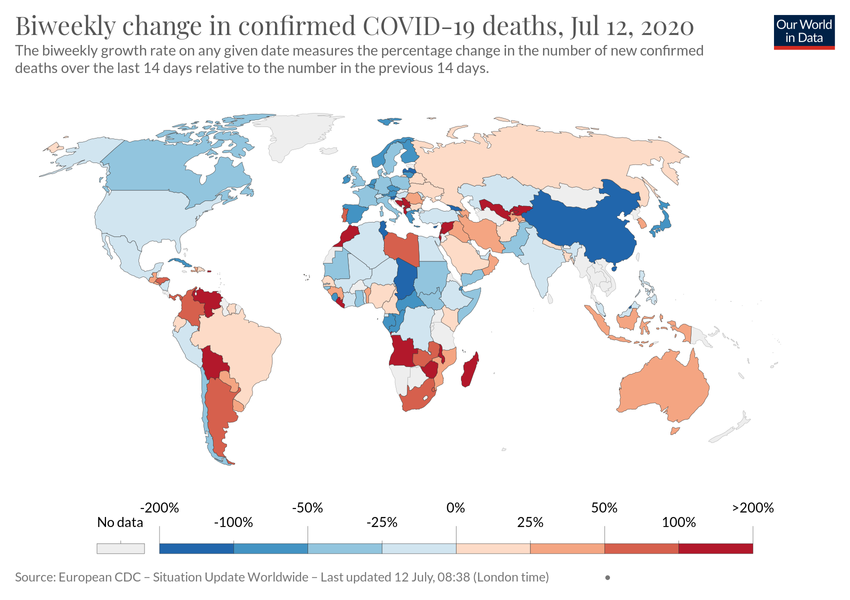 Biweekly change in confirmed COVID-19 deaths, Jul 12, 2020
Our World
in Data
The biweekly growth rate on any given date measures the percentage change in the number of new confirmed
deaths over the last 14 days relative to the number in the previous 14 days.
-200% -50% 0% 50% >200%
No data -100% -25% 25% 100%
Source: European CDC – Situation Update Worldwide – Last updated 12 July, 08:38 (London time) •